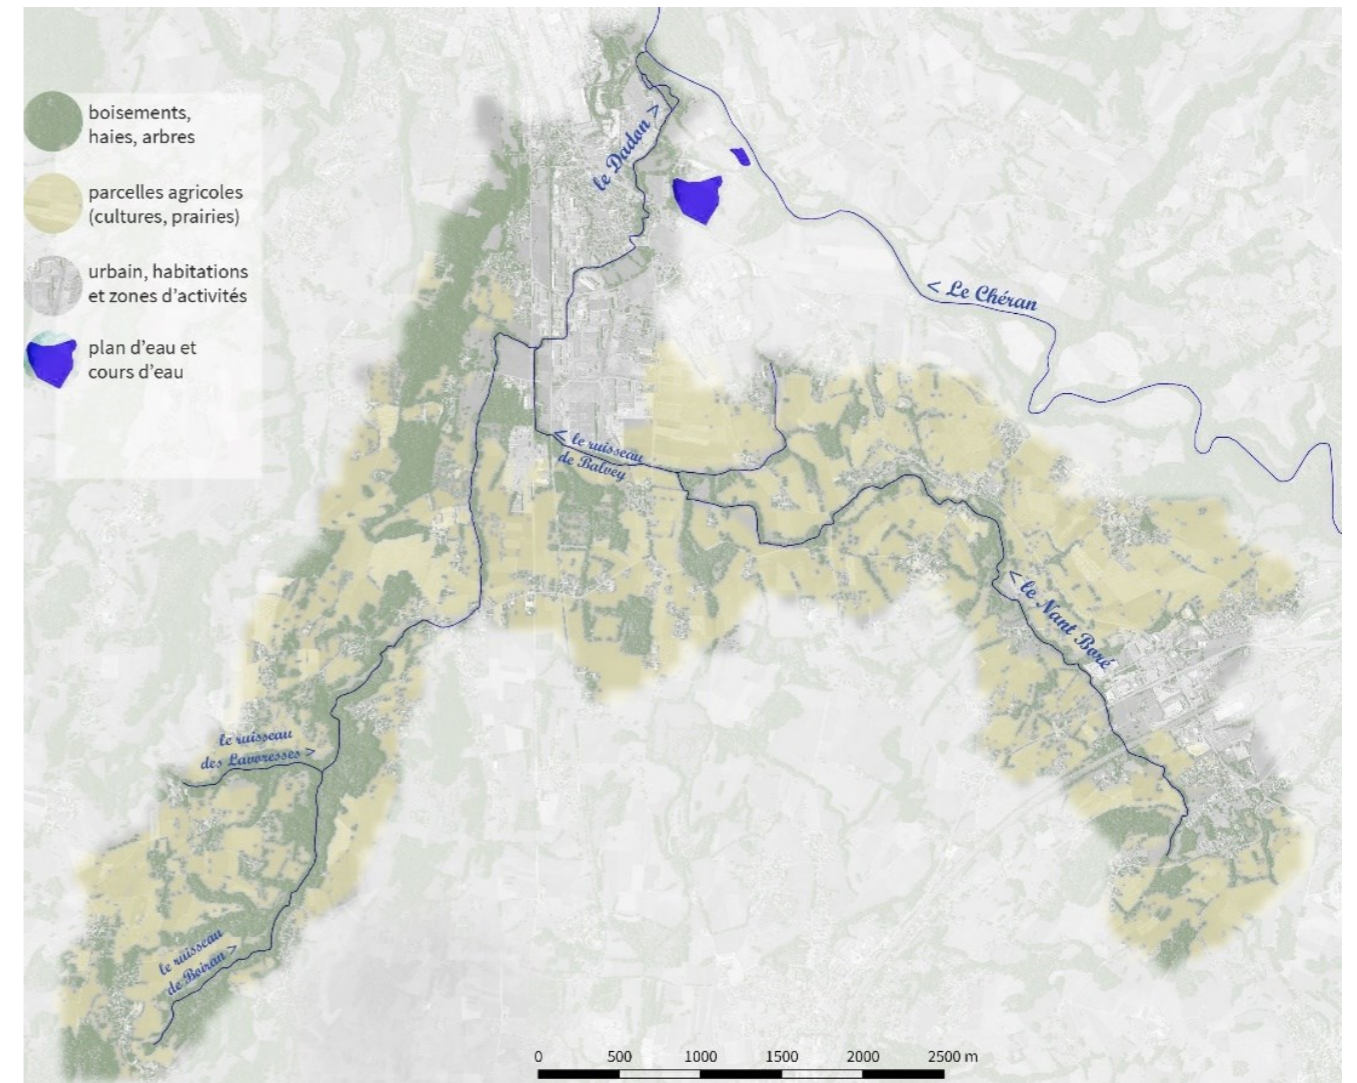 boisements,
haies, arbres
parcelles agricoles
(cultures, prairies)
urbain, habitations
et zones d'activités
plan d'eau et
cours d'eau
le Dadon >
< Le Chéran
< le ruisseau
de Balvey
< le Nant Boré
le ruisseau
des Lavoresses >
le ruisseau
de Boiran >
0 500 1000 1500 2000 2500 m